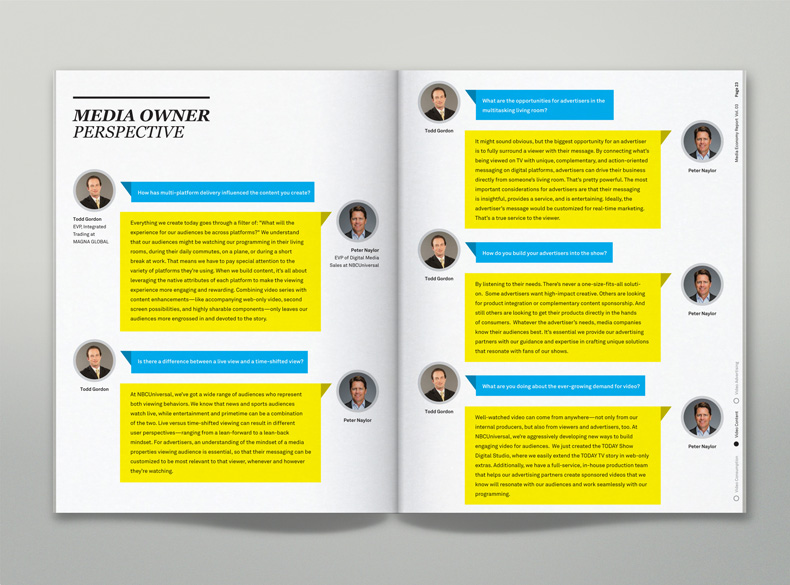 MEDIA OWNER
PERSPECTIVE
Todd Gordon
EVP, Integrated
Trading at
MAGNA GLOBAL
How has multi-platform delivery influenced the content you create?
Everything we create today goes through a filter of: “What will the
experience for our audiences be across platforms?” We understand
that our audiences might be watching our programming in their living
rooms, during their daily commutes, on a plane, or during a short
break at work. That means we have to pay special attention to the
variety of platforms they’re using. When we build content, it’s all about
leveraging the native attributes of each platform to make the viewing
experience more engaging and rewarding. Combining video series with
content enhancements—like accompanying web-only video, second
screen possibilities, and highly sharable components—only leaves our
audiences more engrossed in and devoted to the story.
Peter Naylor
EVP of Digital Media
Sales at NBCUniversal
Todd Gordon
Is there a difference between a live view and a time-shifted view?
At NBCUniversal, we’ve got a wide range of audiences who represent
both viewing behaviors. We know that news and sports audiences
watch live, while entertainment and primetime can be a combination
of the two. Live versus time-shifted viewing can result in different
user perspectives—ranging from a lean-forward to a lean-back
mindset. For advertisers, an understanding of the mindset of a media
properties viewing audience is essential, so that their messaging can be
customized to be most relevant to that viewer, whenever and however
they’re watching.
Peter Naylor
Todd Gordon
What are the opportunities for advertisers in the
multitasking living room?
It might sound obvious, but the biggest opportunity for an advertiser
is to fully surround a viewer with their message. By connecting what’s
being viewed on TV with unique, complementary, and action-oriented
messaging on digital platforms, advertisers can drive their business
directly from someone’s living room. That’s pretty powerful. The most
important considerations for advertisers are that their messaging
is insightful, provides a service, and is entertaining. Ideally, the
advertiser’s message would be customized for real-time marketing.
That’s a true service to the viewer.
Peter Naylor
Todd Gordon
How do you build your advertisers into the show?
By listening to their needs. There’s never a one-size-fits-all soluti-
on. Some advertisers want high-impact creative. Others are looking
for product integration or complementary content sponsorship. And
still others are looking to get their products directly in the hands
of consumers. Whatever the advertiser’s needs, media companies
know their audiences best. It’s essential we provide our advertising
partners with our guidance and expertise in crafting unique solutions
that resonate with fans of our shows.
Peter Naylor
Todd Gordon
What are you doing about the ever-growing demand for video?
Well-watched video can come from anywhere—not only from our
internal producers, but also from viewers and advertisers, too. At
NBCUniversal, we’re aggressively developing new ways to build
engaging video for audiences. We just created the TODAY Show
Digital Studio, where we easily extend the TODAY TV story in web-only
extras. Additionally, we have a full-service, in-house production team
that helps our advertising partners create sponsored videos that we
know will resonate with our audiences and work seamlessly with our
programming.
Peter Naylor
Media Economy Report Vol. 03 Page 23
Video Consumption Video Content Video Advertising